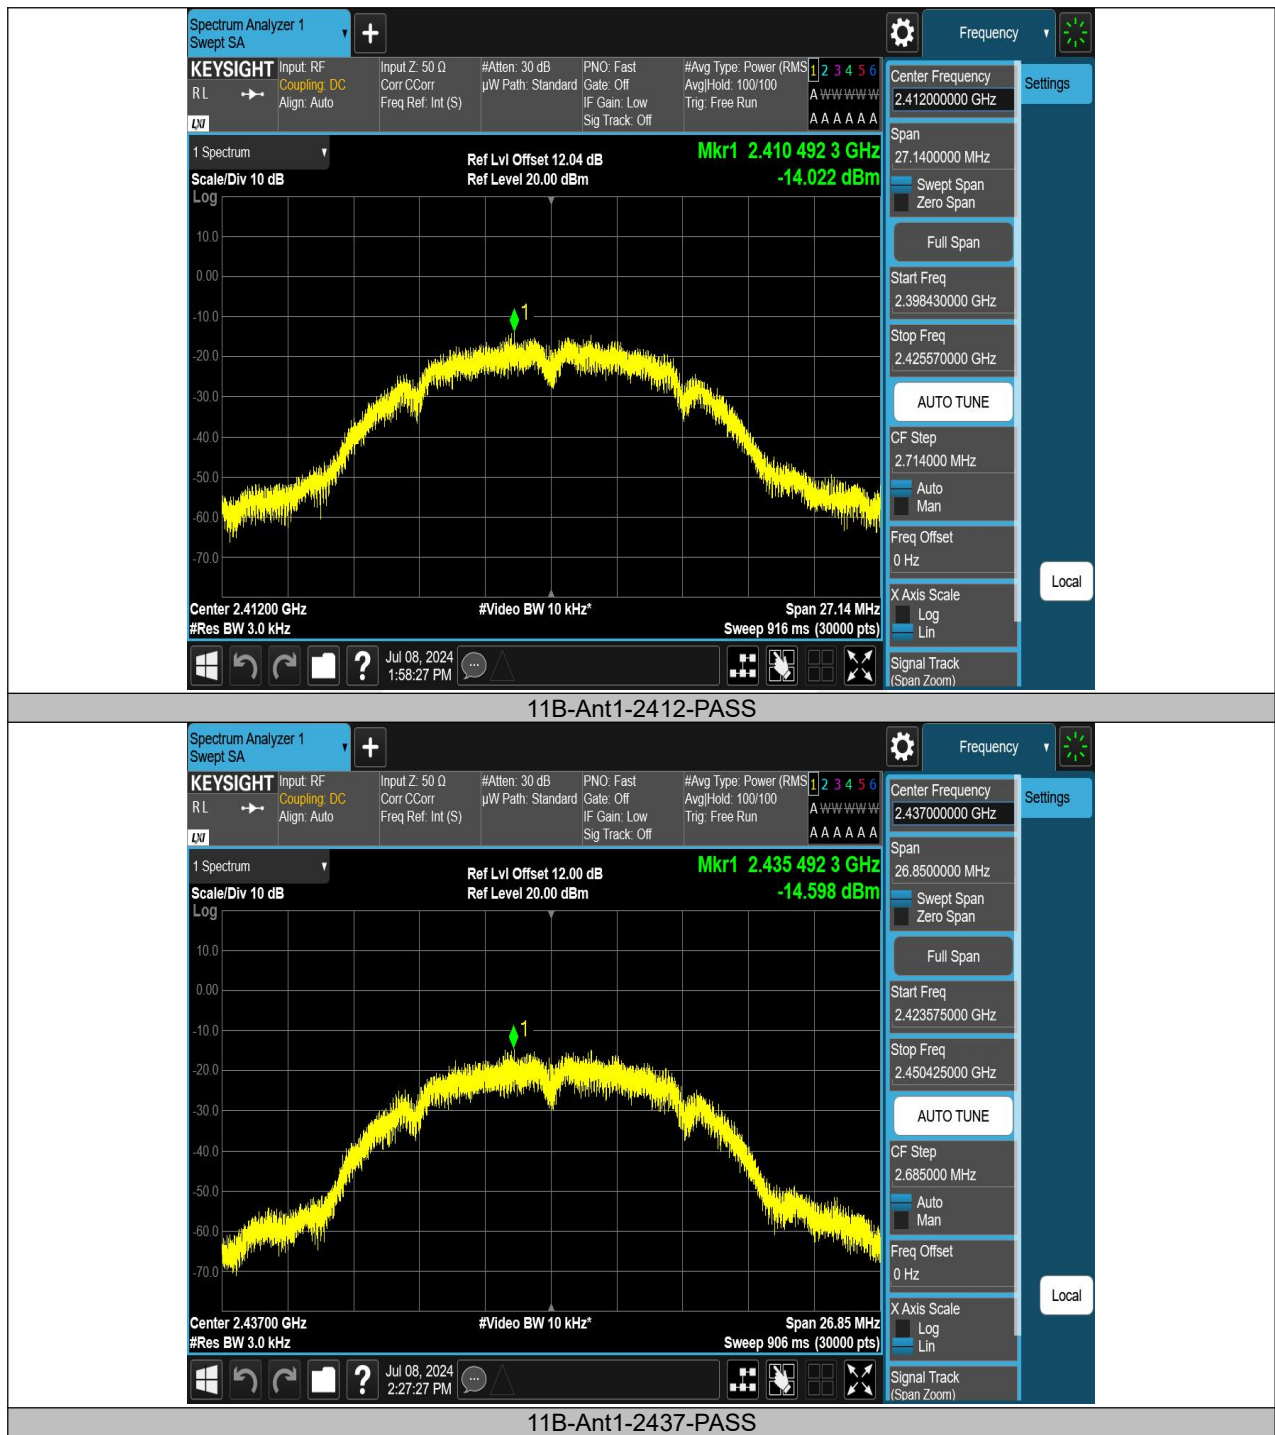 Spectrum Analyzer 1
Swept SA
Frequency
KEYSIGHT
RL
LXI
Input: RF
Coupling: DC
Align: Auto
Input Z: 50 Ω
Corr CCorr
Freq Ref: Int (S)
#Atten: 30 dB
µW Path: Standard
PNO: Fast
Gate: Off
IF Gain: Low
Sig Track: Off
#Avg Type: Power (RMS
Avg|Hold: 100/100
Trig: Free Run
1 2 3 4 5 6
A W W W W W
A A A A A A
Center Frequency
2.412000000 GHz
Settings
Span
27.1400000 MHz
Swept Span
Zero Span
Full Span
Start Freq
2.398430000 GHz
Stop Freq
2.425570000 GHz
AUTO TUNE
CF Step
2.714000 MHz
Auto
Man
Freq Offset
0 Hz
X Axis Scale
Log
Lin
Signal Track
(Span Zoom)
Local
1 Spectrum
Scale/Div 10 dB
Ref Lvl Offset 12.04 dB
Ref Level 20.00 dBm
Mkr1 2.410 492 3 GHz
-14.022 dBm
Log
10.0
0.00
-10.0
-20.0
-30.0
-40.0
-50.0
-60.0
-70.0
1
Center 2.41200 GHz
#Video BW 10 kHz*
Span 27.14 MHz
#Res BW 3.0 kHz
Sweep 916 ms (30000 pts)
?
Jul 08, 2024
1:58:27 PM
11B-Ant1-2412-PASS
Spectrum Analyzer 1
Swept SA
Frequency
KEYSIGHT
RL
LXI
Input: RF
Coupling: DC
Align: Auto
Input Z: 50 Ω
Corr CCorr
Freq Ref: Int (S)
#Atten: 30 dB
µW Path: Standard
PNO: Fast
Gate: Off
IF Gain: Low
Sig Track: Off
#Avg Type: Power (RMS
Avg|Hold: 100/100
Trig: Free Run
1 2 3 4 5 6
A W W W W W
A A A A A A
Center Frequency
2.437000000 GHz
Settings
Span
26.8500000 MHz
Swept Span
Zero Span
Full Span
Start Freq
2.423575000 GHz
Stop Freq
2.450425000 GHz
AUTO TUNE
CF Step
2.685000 MHz
Auto
Man
Freq Offset
0 Hz
X Axis Scale
Log
Lin
Signal Track
(Span Zoom)
Local
1 Spectrum
Scale/Div 10 dB
Ref Lvl Offset 12.00 dB
Ref Level 20.00 dBm
Mkr1 2.435 492 3 GHz
-14.598 dBm
Log
10.0
0.00
-10.0
-20.0
-30.0
-40.0
-50.0
-60.0
-70.0
1
Center 2.43700 GHz
#Video BW 10 kHz*
Span 26.85 MHz
#Res BW 3.0 kHz
Sweep 906 ms (30000 pts)
?
Jul 08, 2024
2:27:27 PM
11B-Ant1-2437-PASS